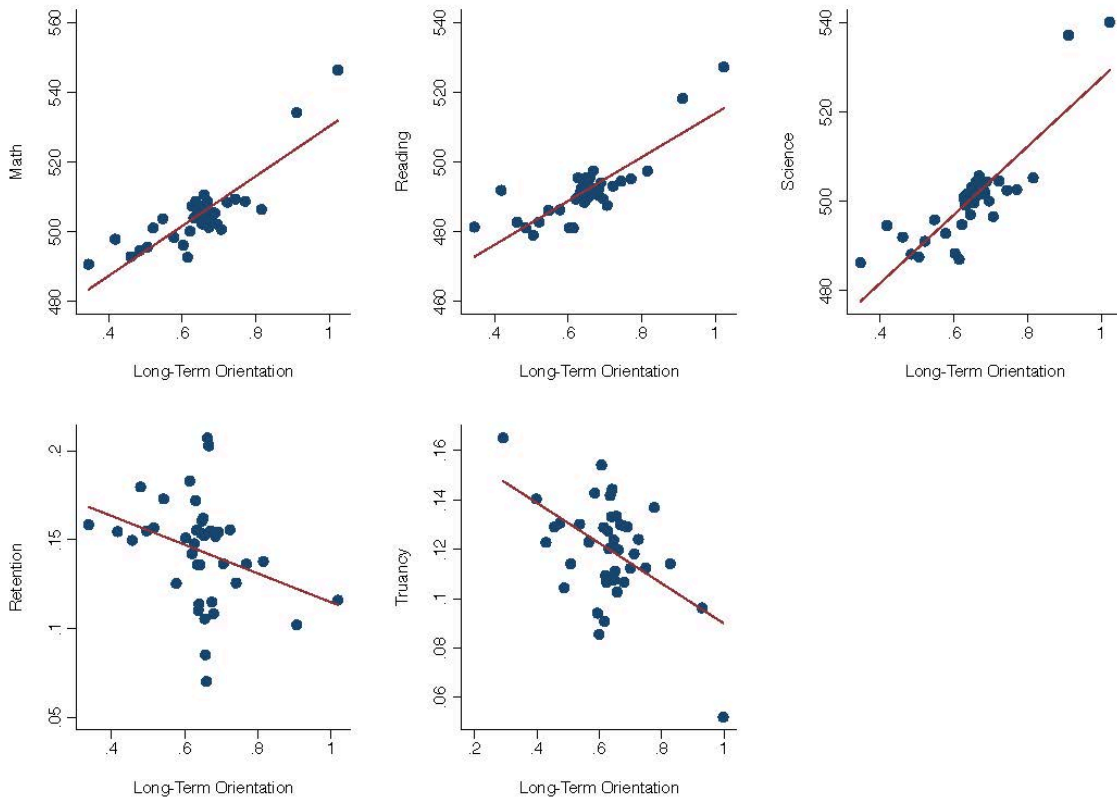 Math
560
540
520
500
480
.4 .6 .8 1
Long-Term Orientation
Reading
540
520
500
480
460
.4 .6 .8 1
Long-Term Orientation
Science
540
520
500
480
.4 .6 .8 1
Long-Term Orientation
Retention
.2
.15
.1
.05
.4 .6 .8 1
Long-Term Orientation
Truancy
.16
.14
.12
.1
.08
.06
.2 .4 .6 .8 1
Long-Term Orientation